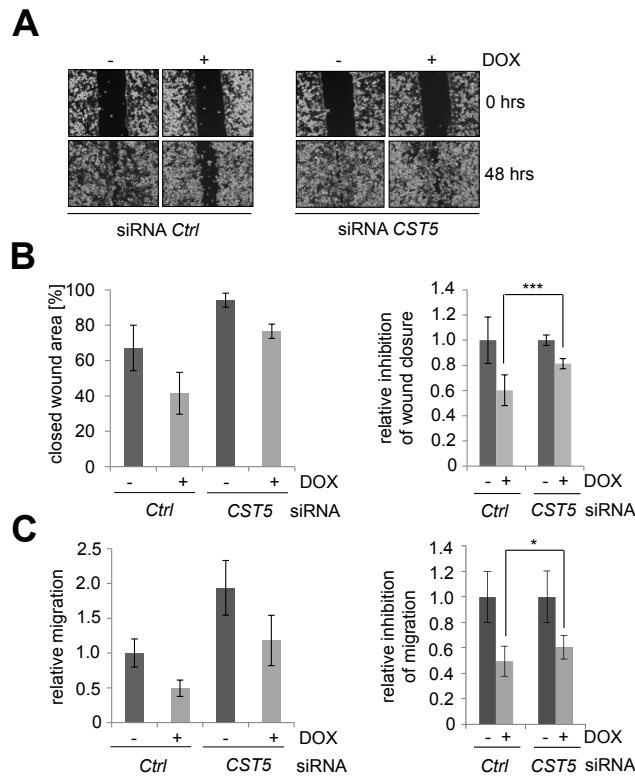 A
- + - + DOX
0 hrs
48 hrs
siRNA Ctrl siRNA CST5
B
closed wound area [%]
100
80
60
40
20
0
- + - + DOX
Ctrl CST5 siRNA
relative inhibition
of wound closure
1.4
1.2
1.0
0.8
0.6
0.4
0.2
0
***
- + - + DOX
Ctrl CST5 siRNA
C
relative migration
2.5
2.0
1.5
1.0
0.5
0
- + - + DOX
Ctrl CST5 siRNA
relative inhibition
of migration
1.4
1.2
1.0
0.8
0.6
0.4
0.2
0
*
- + - + DOX
Ctrl CST5 siRNA